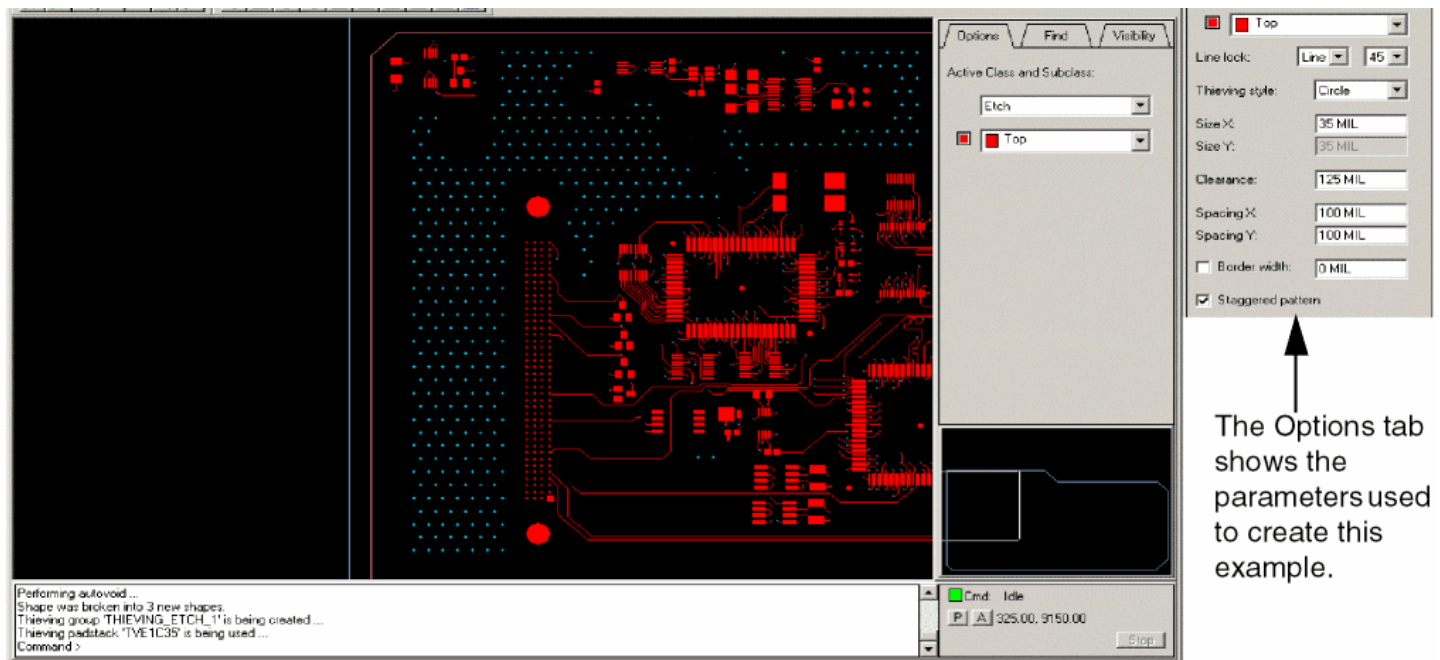 Options
Find
Visibility
Active Class and Subclass:
Etch
Top
Performing autovoid ...
Shape was broken into 3 new shapes.
Thieving group 'THIEVING_ETCH_1' is being created ...
Thieving padstack 'TVE1C35' is being used ...
Command >
Cmd: Idle
P A 325.00, 9150.00
Stop
Top
Line lock: Line 45
Thieving style: Circle
Size X: 35 MIL
Size Y: 35 MIL
Clearance: 125 MIL
Spacing X: 100 MIL
Spacing Y: 100 MIL
Border width: 0 MIL
Staggered pattern
The Options tab
shows the
parameters used
to create this
example.